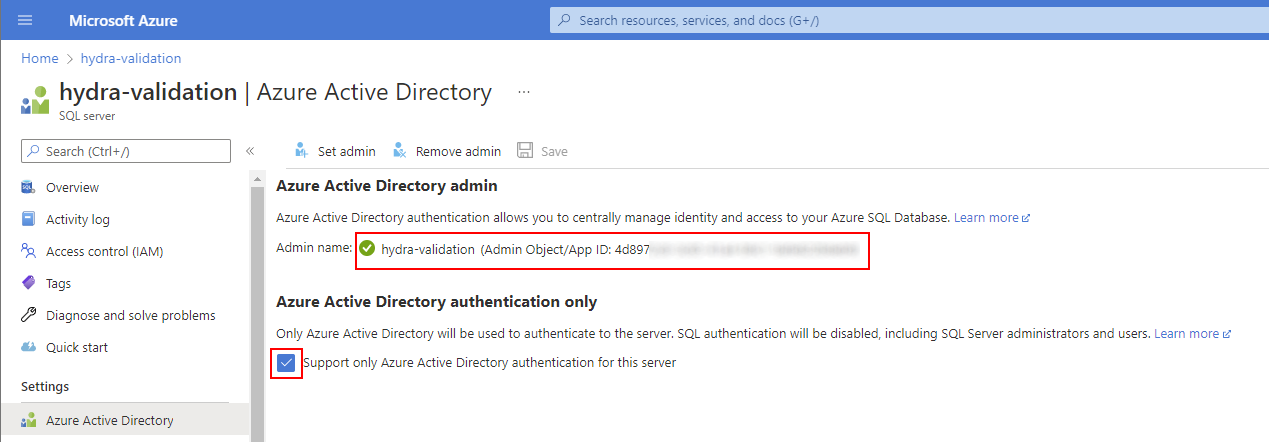 Microsoft Azure
Search resources, services, and docs (G+/)
Home > hydra-validation
hydra-validation | Azure Active Directory ...
SQL server
Search (Ctrl+/)
«
Set admin
Remove admin
Save
Overview
Activity log
Access control (IAM)
Tags
Diagnose and solve problems
Quick start
Settings
Azure Active Directory
Azure Active Directory admin
Azure Active Directory authentication allows you to centrally manage identity and access to your Azure SQL Database. Learn more
Admin name: hydra-validation (Admin Object/App ID: 4d897
Azure Active Directory authentication only
Only Azure Active Directory will be used to authenticate to the server. SQL authentication will be disabled, including SQL Server administrators and users. Learn more
Support only Azure Active Directory authentication for this server